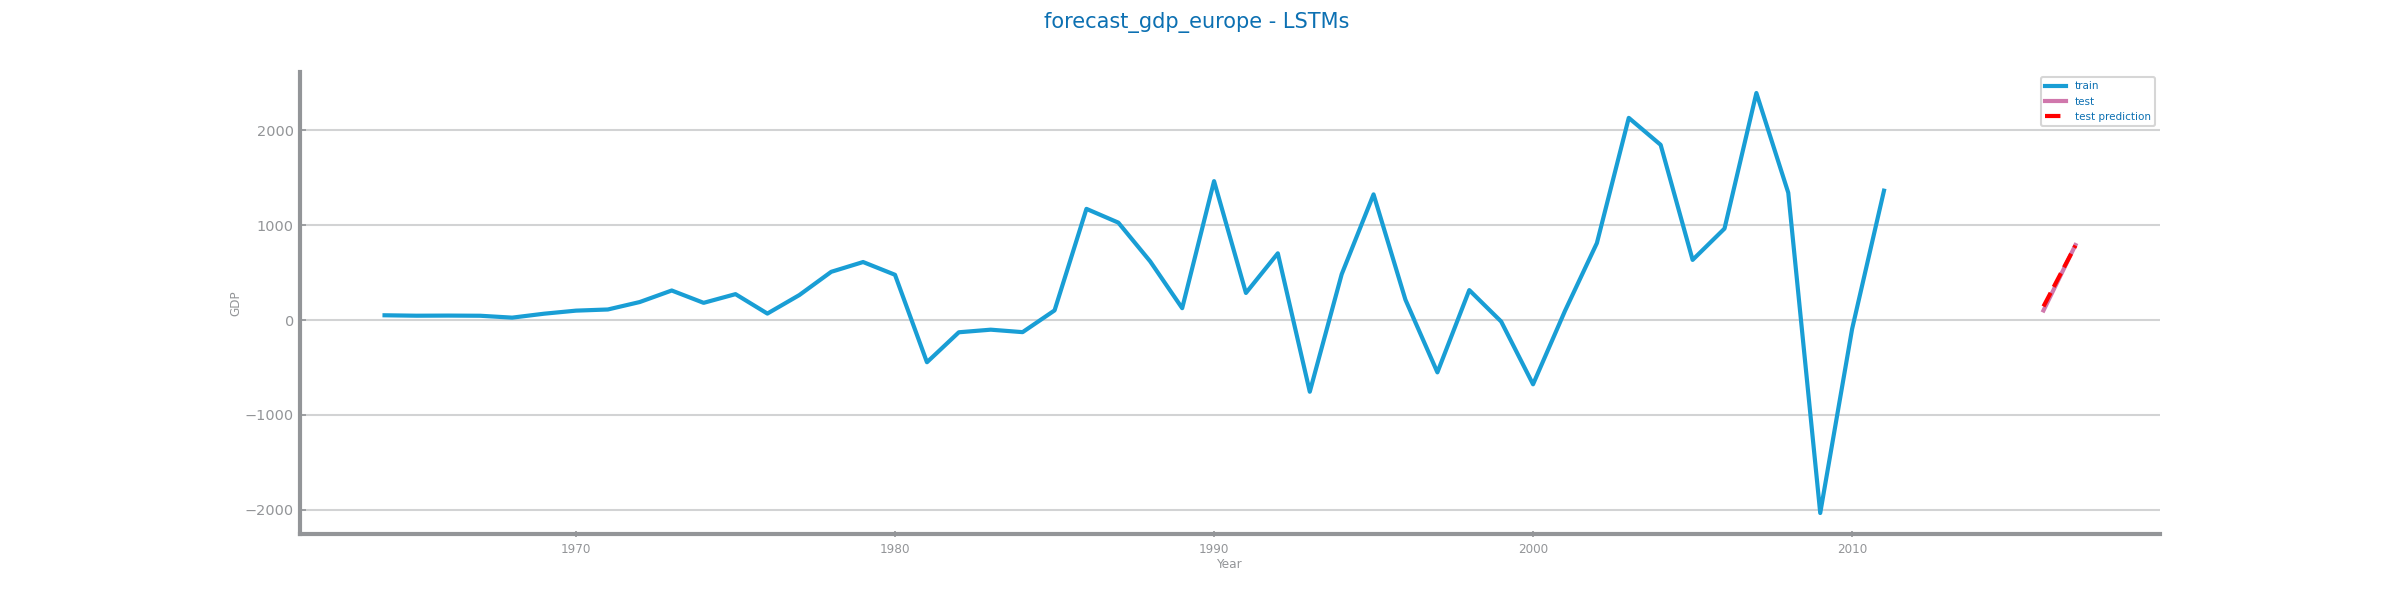 forecast_gdp_europe - LSTMs
train
test
test prediction
2000
1000
0
−1000
−2000
GDP
1970
1980
1990
2000
2010
Year